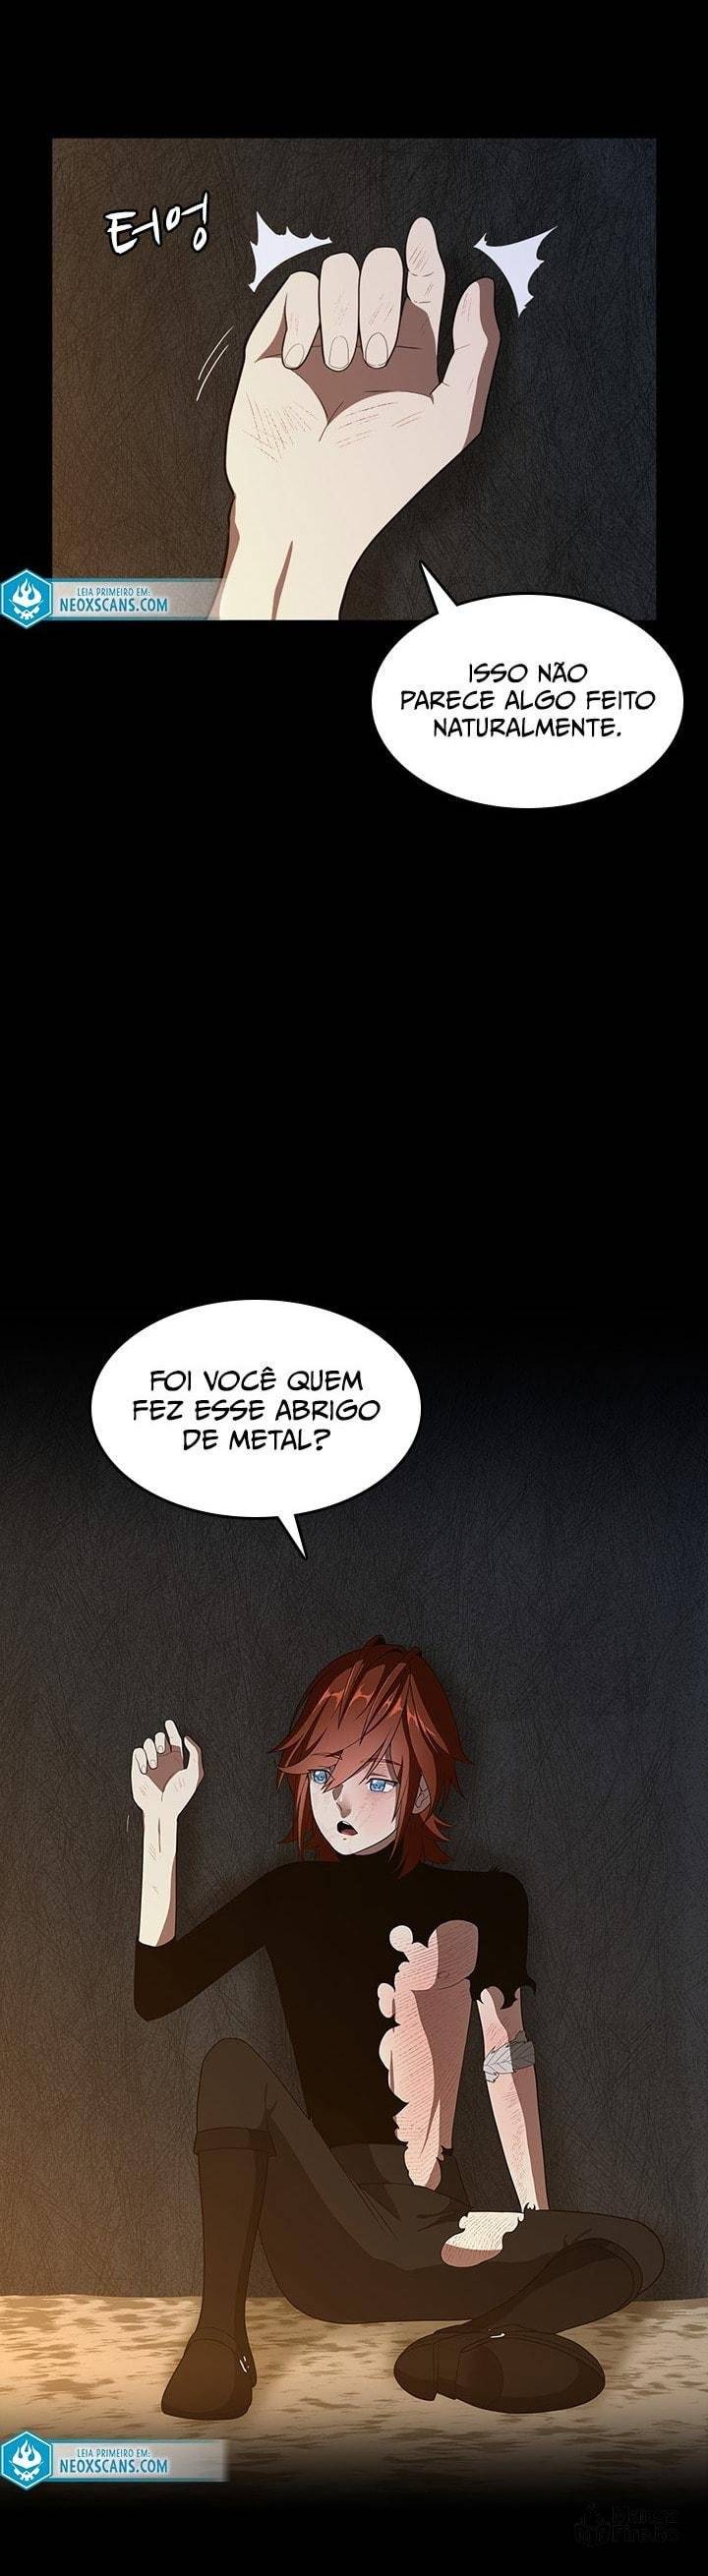 터엉
LEIA PRIMEIRO EM:
NEOXSCANS.COM
ISSO NÃO
PARECE ALGO FEITO
NATURALMENTE.
FOI VOCÊ QUEM
FEZ ESSE ABRIGO
DE METAL?
LEIA PRIMEIRO EM:
NEOXSCANS.COM